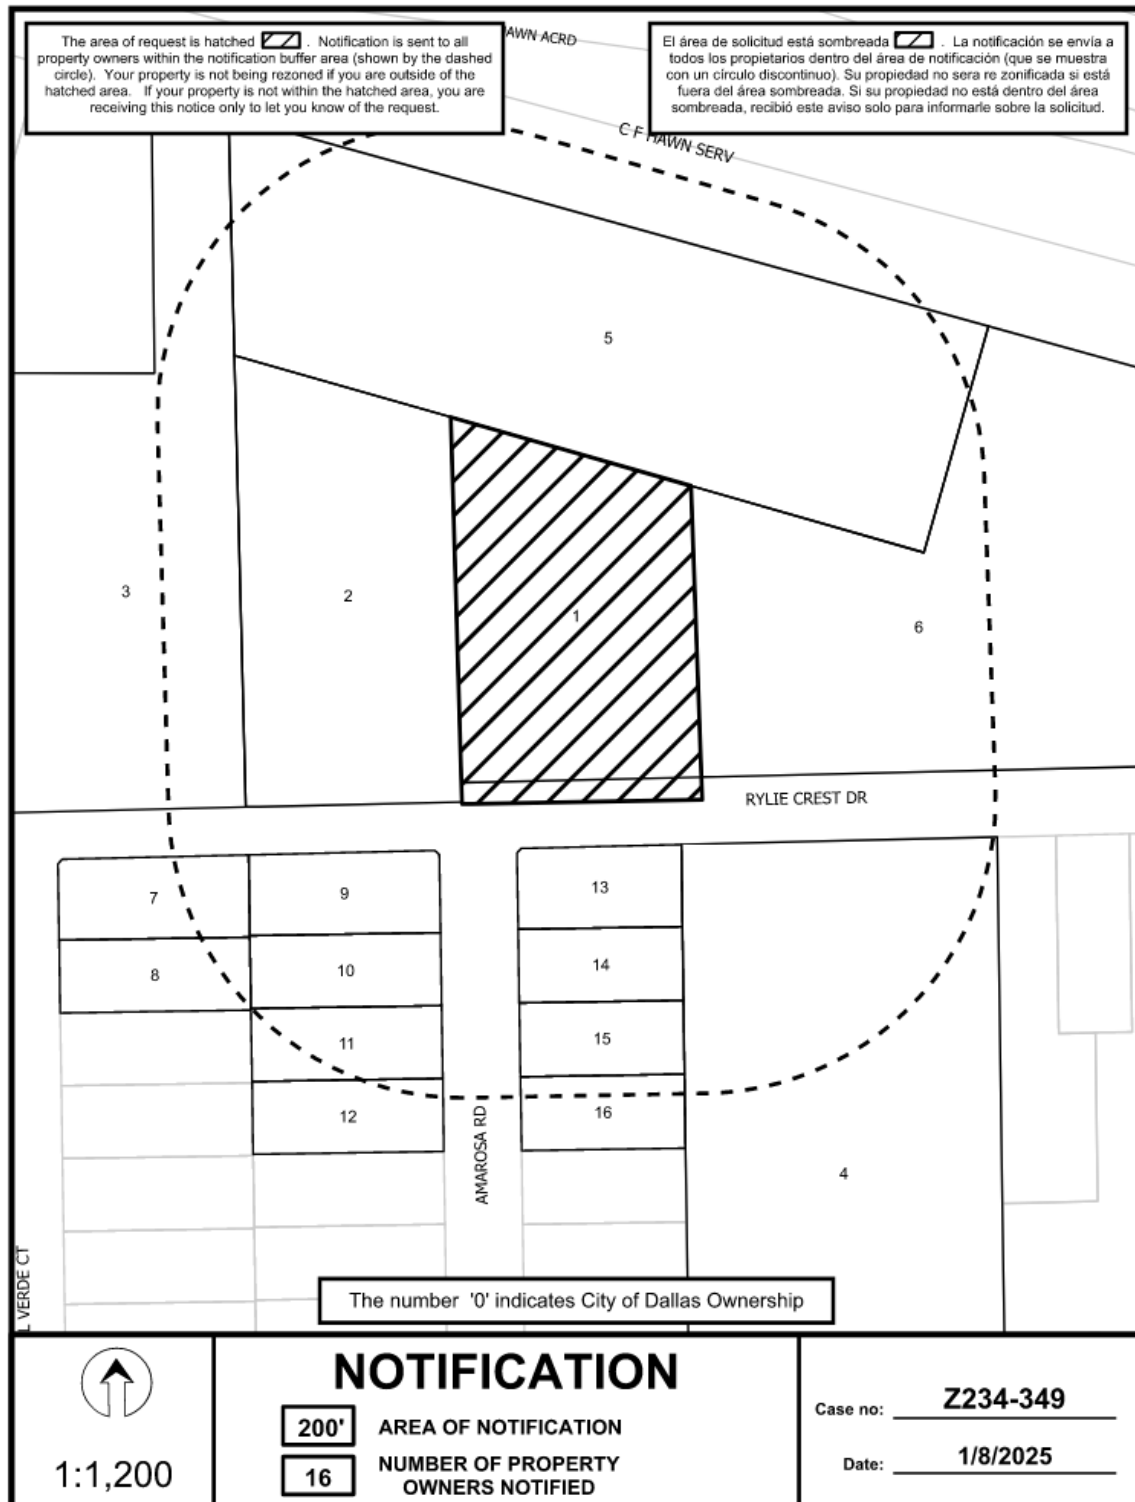 The area of request is hatched . Notification is sent to all
property owners within the notification buffer area (shown by the dashed
circle). Your property is not being rezoned if you are outside of the
hatched area. If your property is not within the hatched area, you are
receiving this notice only to let you know of the request.
El área de solicitud está sombreada . La notificación se envía a
todos los propietarios dentro del área de notificación (que se muestra
con un círculo discontinuo). Su propiedad no sera re zonificada si está
fuera del área sombreada. Si su propiedad no está dentro del área
sombreada, recibió este aviso solo para informarle sobre la solicitud.
AWN ACRD
C F HAWN SERV
5
3
2
1
6
RYLIE CREST DR
7
9
13
8
10
14
11
15
12
16
AMAROSA RD
4
L VERDE CT
The number '0' indicates City of Dallas Ownership
1:1,200
NOTIFICATION
200' AREA OF NOTIFICATION
16 NUMBER OF PROPERTY
OWNERS NOTIFIED
Case no: Z234-349
Date: 1/8/2025